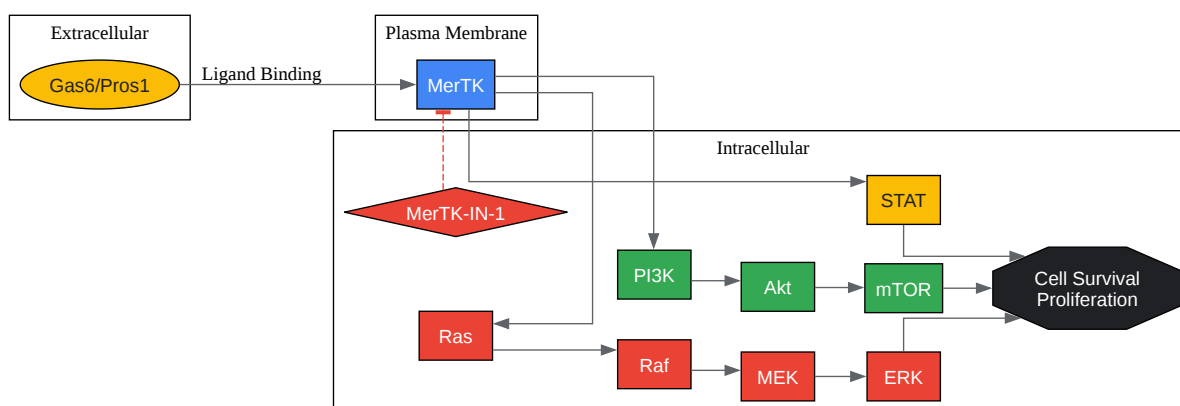 Extracellular
Plasma Membrane
Gas6/Pros1
Ligand Binding
MerTK
Intracellular
MerTK-IN-1
STAT
PI3K
Akt
mTOR
Cell Survival
Proliferation
Ras
Raf
MEK
ERK